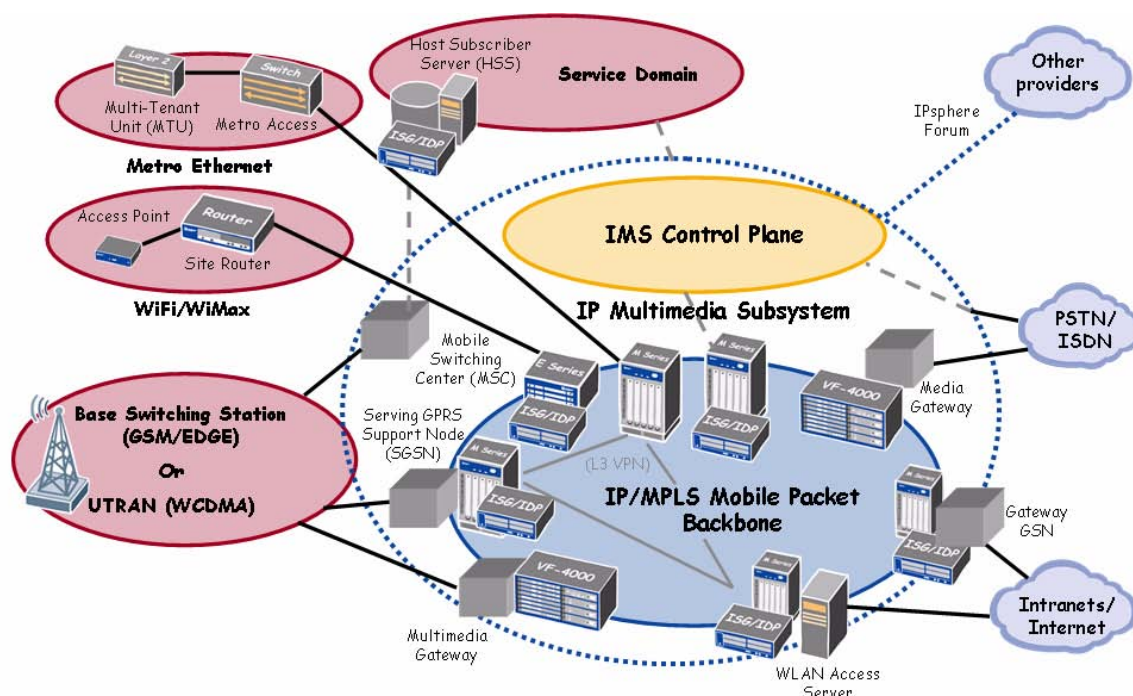 Layer 2
Switch
Multi-Tenant
Unit (MTU)
Metro Access
Metro Ethernet
Host Subscriber
Server (HSS)
Service Domain
ISG/IDP
Other
providers
IPsphere
Forum
Access Point
Router
Site Router
WiFi/WiMax
IMS Control Plane
IP Multimedia Subsystem
PSTN/
ISDN
Mobile
Switching
Center (MSC)
E Series
ISG/IDP
M Series
M Series
ISG/IDP
VF-4000
Media
Gateway
Base Switching Station
(GSM/EDGE)
Or
UTRAN (WCDMA)
Serving GPRS
Support Node
(SGSN)
M Series
ISG/IDP
(L3 VPN)
IP/MPLS Mobile Packet
Backbone
M Series
ISG/IDP
Gateway
GSN
VF-4000
Multimedia
Gateway
M Series
ISG/IDP
WLAN Access
Server
Intranets/
Internet